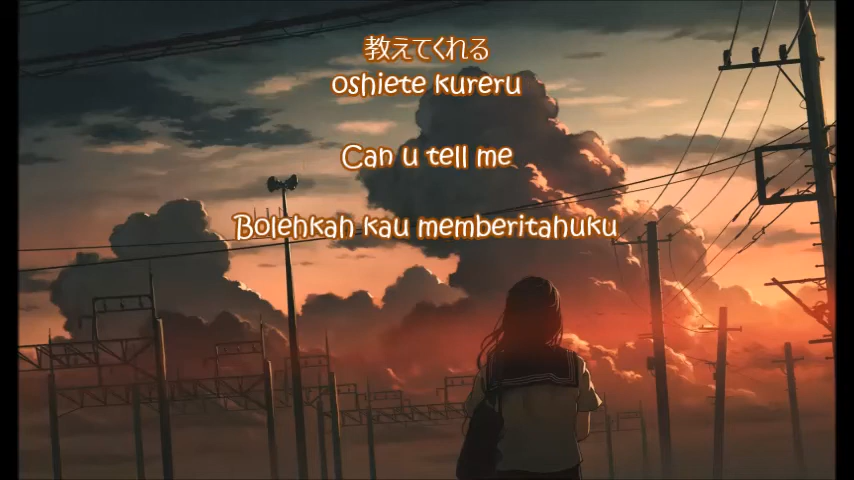 教えてくれる
oshiete kureru
Can u tell me
Bolehkah kau memberitahuku